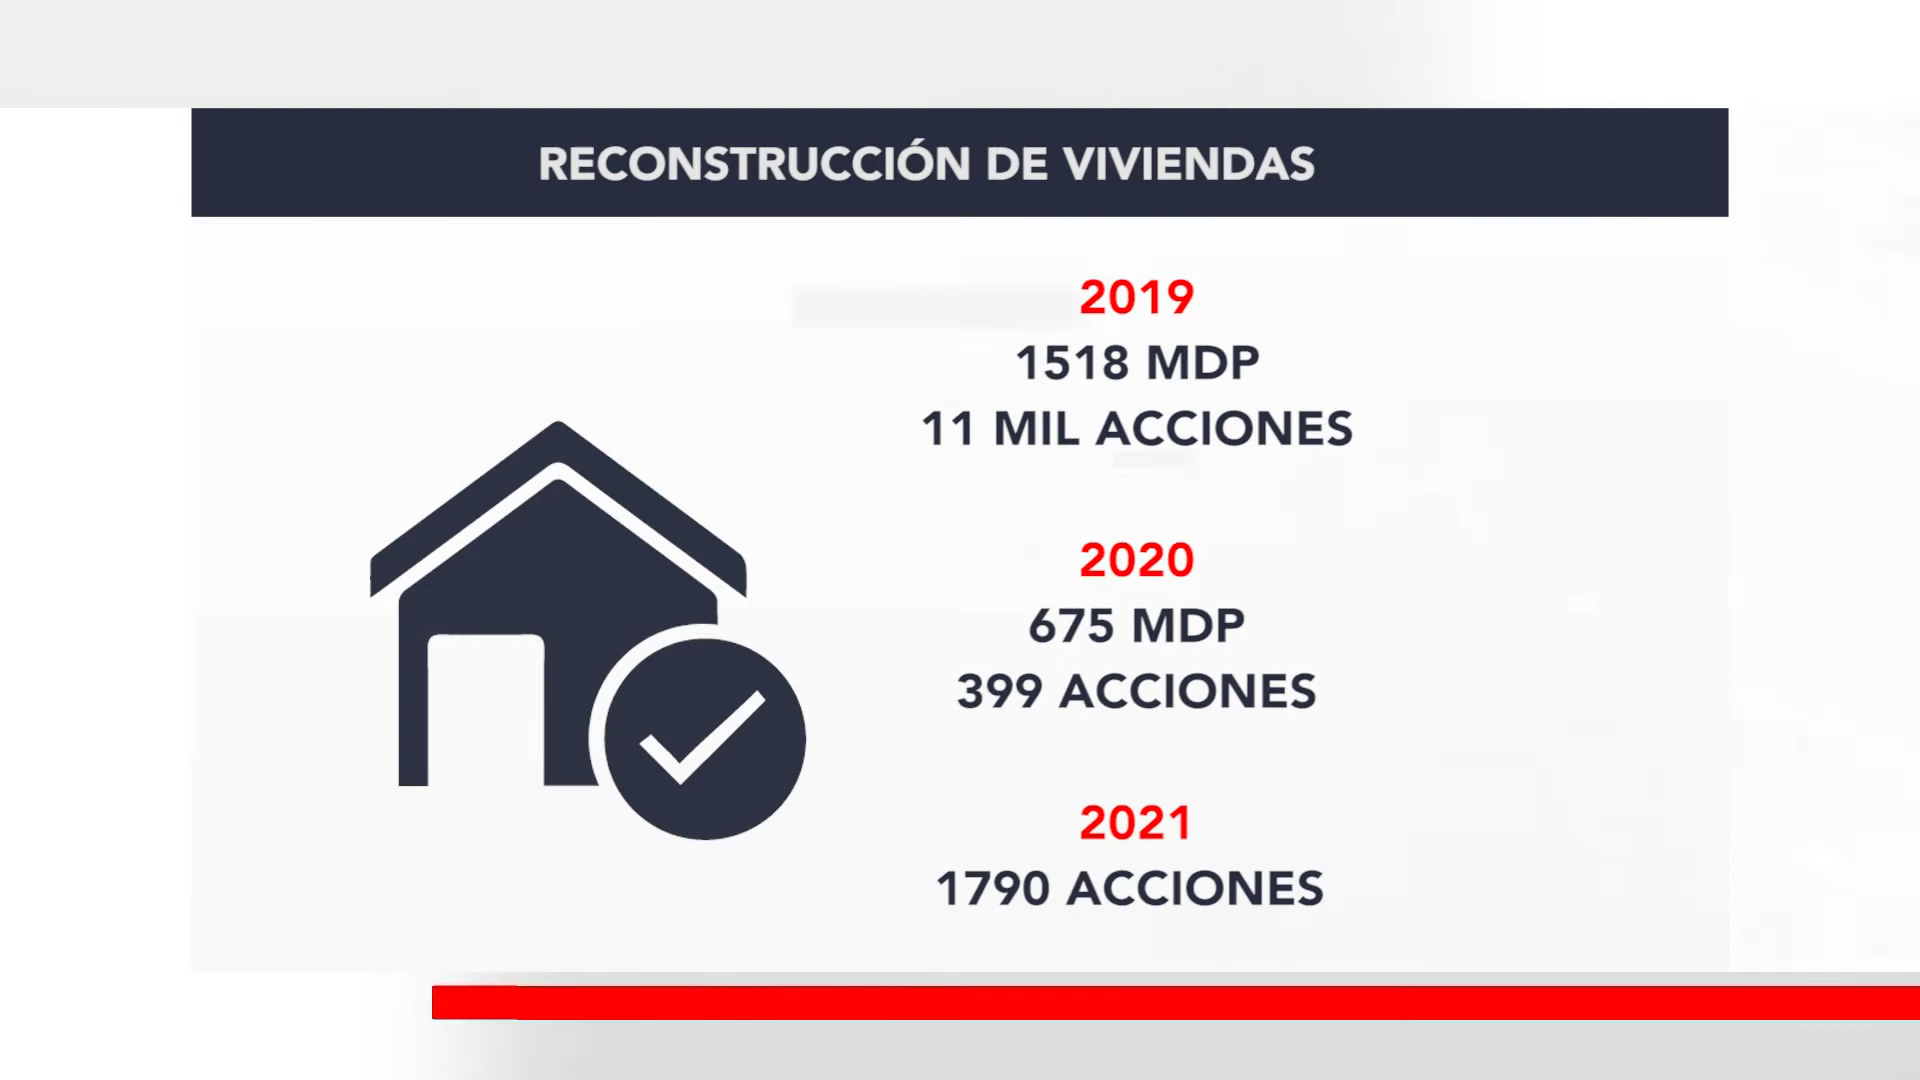 RECONSTRUCCIÓN DE VIVIENDAS
2019
1518 MDP
11 MIL ACCIONES
2020
675 MDP
399 ACCIONES
2021
1790 ACCIONES